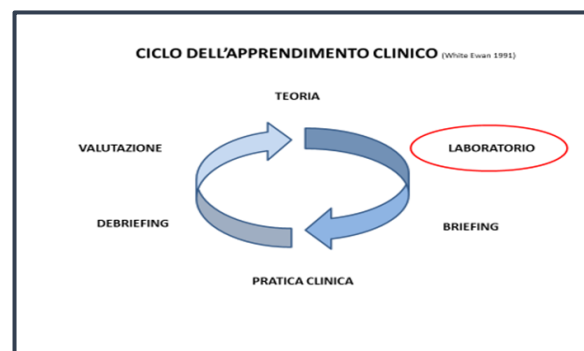 CICLO DELL'APPRENDIMENTO CLINICO (White Ewan 1991)
TEORIA
VALUTAZIONE
LABORATORIO
DEBRIEFING
BRIEFING
PRATICA CLINICA